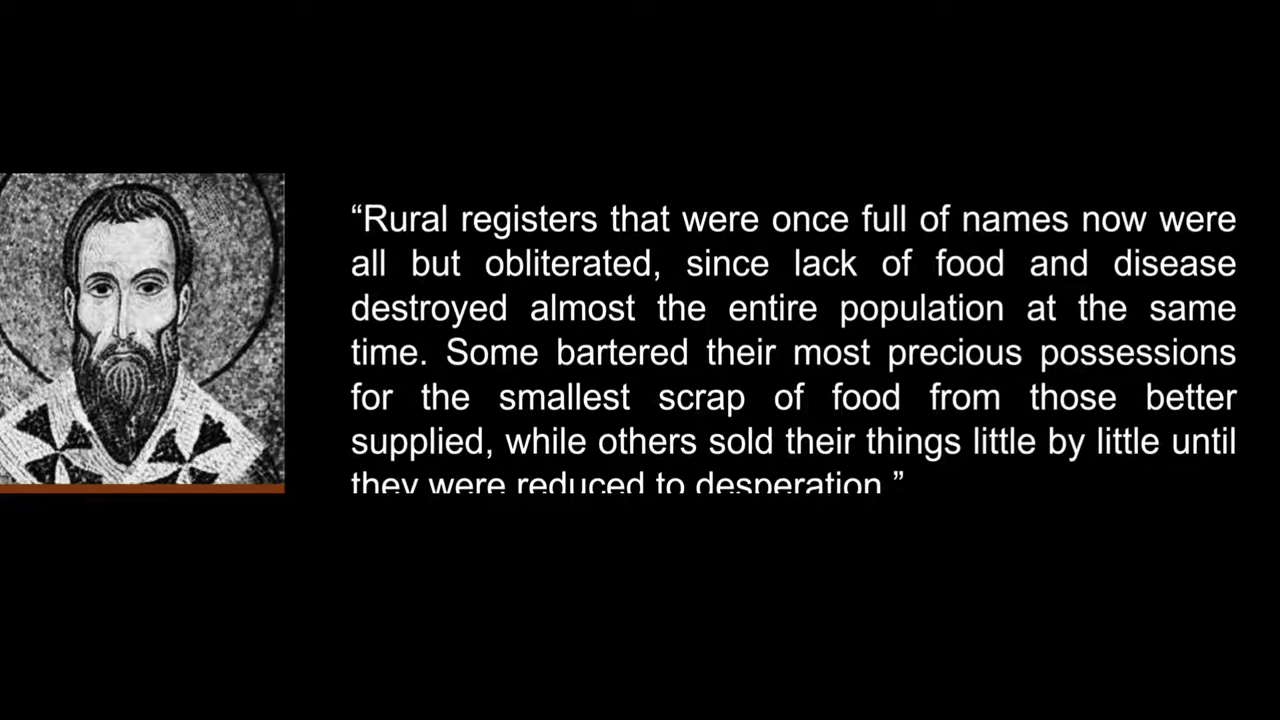 “Rural registers that were once full of names now were
all but obliterated, since lack of food and disease
destroyed almost the entire population at the same
time. Some bartered their most precious possessions
for the smallest scrap of food from those better
supplied, while others sold their things little by little until
they were reduced to desperation.”